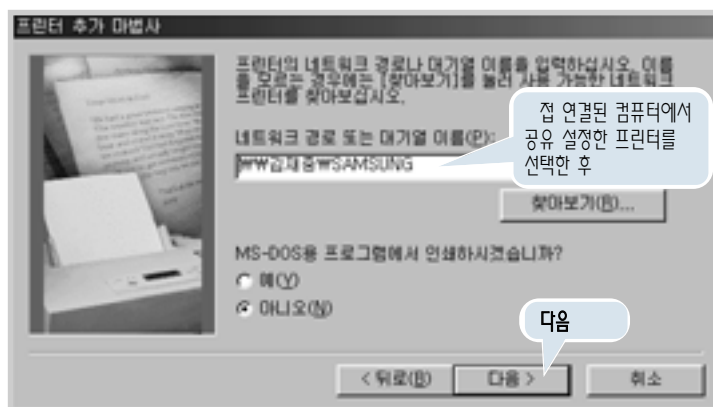 프린터 추가 마법사
프린터의 네트워크 경로나 대기열 이름을 입력하십시오. 이름
을 모르는 경우에는 [찾아보기]를 눌러 사용 가능한 네트워크
프린터를 찾아보십시오.
접 연결된 컴퓨터에서
공유 설정한 프린터를
선택한 후
네트워크 경로 또는 대기열 이름(P):
₩₩김재중₩SAMSUNG
찾아보기(R)...
MS-DOS용 프로그램에서 인쇄하시겠습니까?
예(Y)
아니오(N)
다음
< 뒤로(B)
다음 >
취소